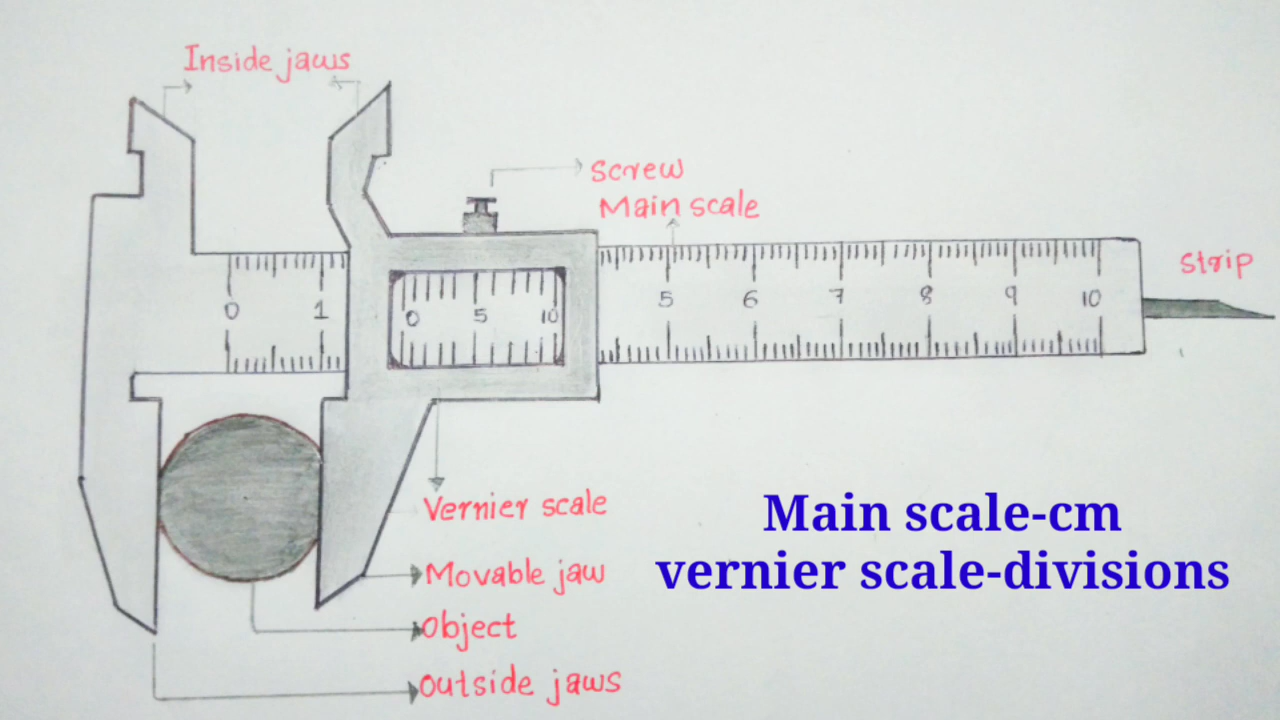 Inside jaws
Screw
Main scale
Strip
0 1 5 6 7 8 9 10
0 5 10
Vernier scale
Movable jaw
Object
Outside jaws
Main scale-cm
vernier scale-divisions